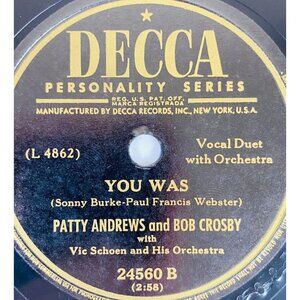 DECCA
PERSONALITY SERIES
REG. U.S. PAT. OFF.
MARCA REGISTRADA
MANUFACTURED BY DECCA RECORDS, INC., NEW YORK, U.S.A.
(L 4862)
Vocal Duet
with Orchestra
YOU WAS
(Sonny Burke-Paul Francis Webster)
PATTY ANDREWS and BOB CROSBY
with
Vic Schoen and His Orchestra
24560 B
(2:58)